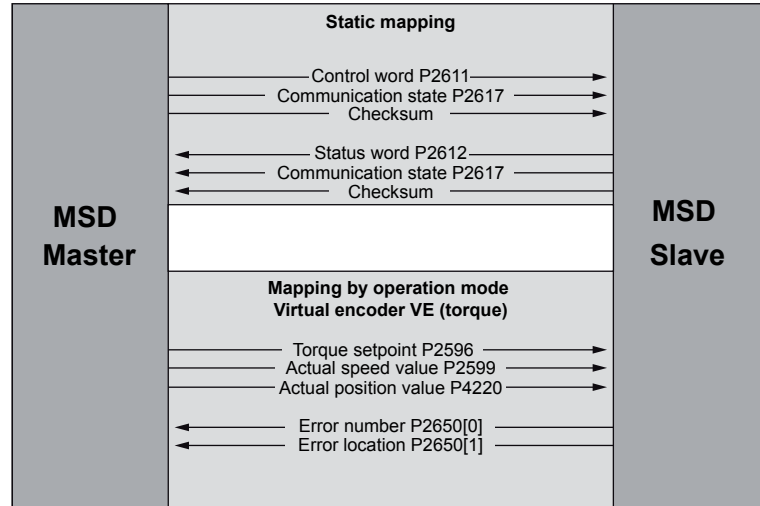 Static mapping
Control word P2611
Communication state P2617
Checksum
Status word P2612
Communication state P2617
Checksum
MSD
Master
MSD
Slave
Mapping by operation mode
Virtual encoder VE (torque)
Torque setpoint P2596
Actual speed value P2599
Actual position value P4220
Error number P2650[0]
Error location P2650[1]